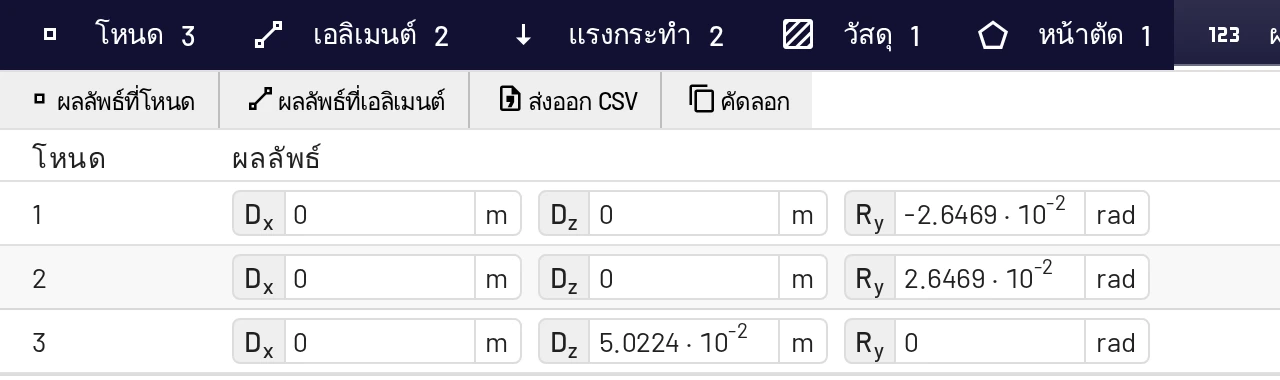 โหนด 3 เอลิเมนต์ 2 แรงกระทำ 2 วัสดุ 1 หน้าตัด 1 123
ผลลัพธ์ที่โหนด ผลลัพธ์ที่เอลิเมนต์ ส่งออก CSV คัดลอก
โหนด ผลลัพธ์
1 Dx 0 m Dz 0 m Ry -2.6469 · 10^-2 rad
2 Dx 0 m Dz 0 m Ry 2.6469 · 10^-2 rad
3 Dx 0 m Dz 5.0224 · 10^-2 m Ry 0 rad